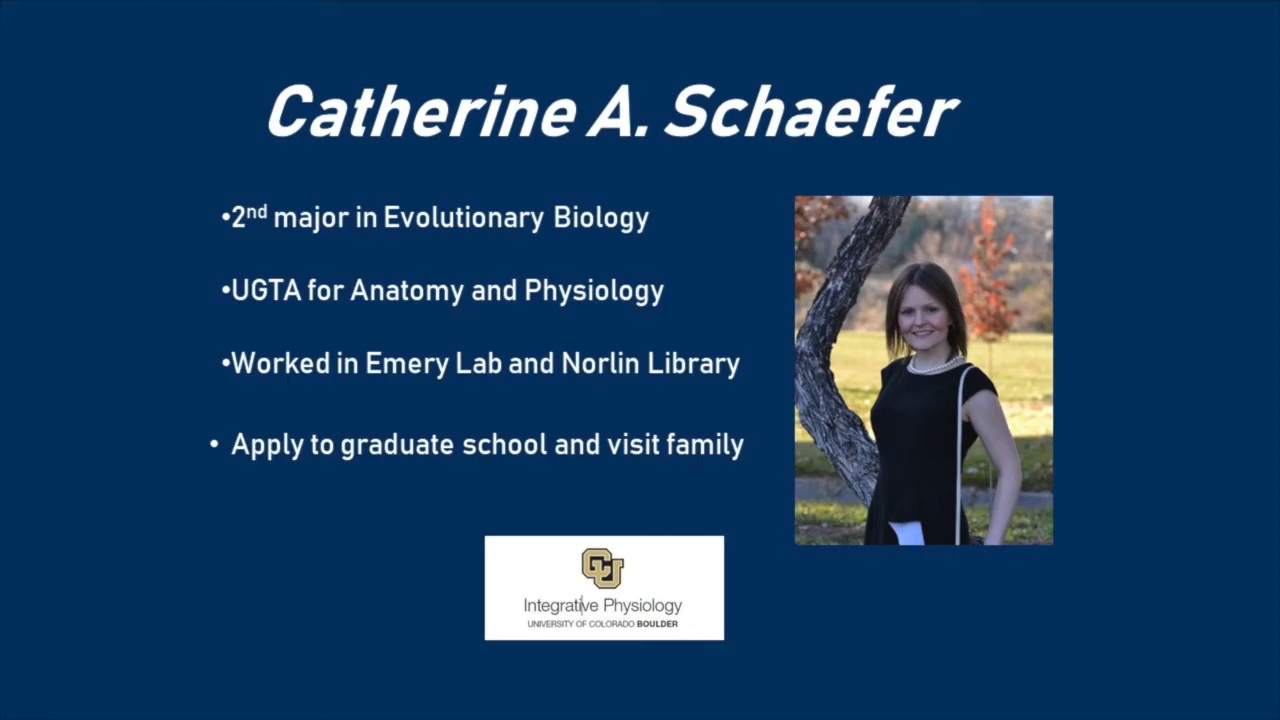 Catherine A. Schaefer
•2nd major in Evolutionary Biology
•UGTA for Anatomy and Physiology
•Worked in Emery Lab and Norlin Library
• Apply to graduate school and visit family
CU
Integrative Physiology
UNIVERSITY OF COLORADO BOULDER